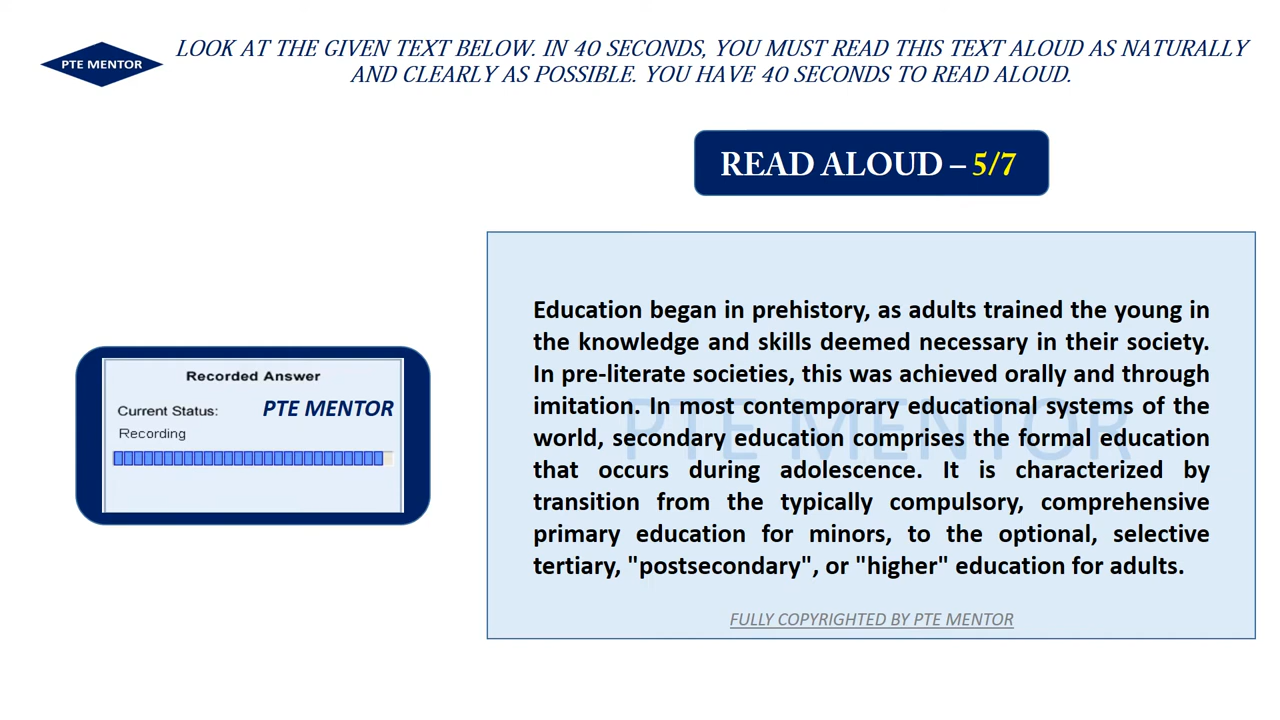 PTE MENTOR
LOOK AT THE GIVEN TEXT BELOW. IN 40 SECONDS, YOU MUST READ THIS TEXT ALOUD AS NATURALLY
AND CLEARLY AS POSSIBLE. YOU HAVE 40 SECONDS TO READ ALOUD.
READ ALOUD – 5/7
Recorded Answer
Current Status:
PTE MENTOR
Recording
Education began in prehistory, as adults trained the young in
the knowledge and skills deemed necessary in their society.
In pre-literate societies, this was achieved orally and through
imitation. In most contemporary educational systems of the
world, secondary education comprises the formal education
that occurs during adolescence. It is characterized by
transition from the typically compulsory, comprehensive
primary education for minors, to the optional, selective
tertiary, "postsecondary", or "higher" education for adults.
PTE MENTOR
FULLY COPYRIGHTED BY PTE MENTOR